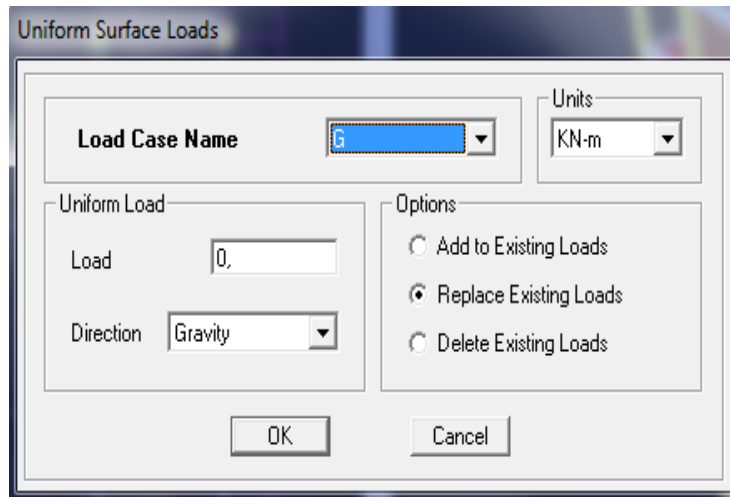 Uniform Surface Loads
Load Case Name G
Units
KN-m
Uniform Load
Load 0,
Direction Gravity
Options
Add to Existing Loads
Replace Existing Loads
Delete Existing Loads
OK Cancel